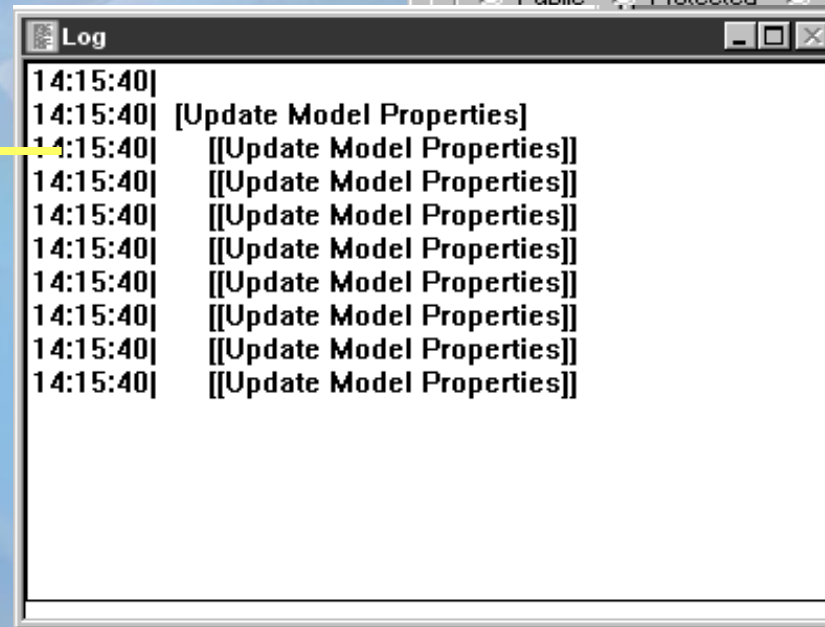 Public Protected
Log
14:15:40|
14:15:40| [Update Model Properties]
14:15:40| [[Update Model Properties]]
14:15:40| [[Update Model Properties]]
14:15:40| [[Update Model Properties]]
14:15:40| [[Update Model Properties]]
14:15:40| [[Update Model Properties]]
14:15:40| [[Update Model Properties]]
14:15:40| [[Update Model Properties]]
14:15:40| [[Update Model Properties]]